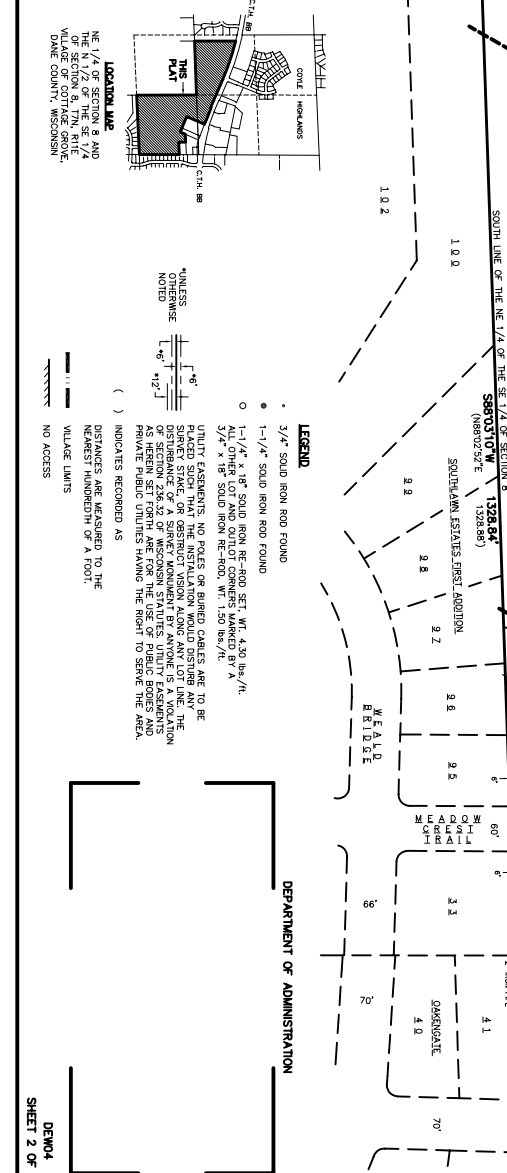 SOUTH LINE OF THE NE 1/4 OF THE SE 1/4 OF SECTION 8
S88°03'10"W 1328.84'
(N88°02'52"E 1328.88')
100
102
SOUTHLAWN ESTATES FIRST ADDITION
99
98
97
96
95
6'
WEALD
BRIDGE
MEADOW
CREST
TRAIL
60'
6'
33
66'
70'
OAKENGATE
40
41
70'
C.T.H. BB
COYLE
HIGHLANDS
THIS
PLAT
C.T.H. BB
LOCATION MAP
NE 1/4 OF SECTION 8 AND
THE N 1/2 OF THE SE 1/4
OF SECTION 8, T7N, R11E
VILLAGE OF COTTAGE GROVE,
DANE COUNTY, WISCONSIN
LEGEND
3/4" SOLID IRON ROD FOUND
1-1/4" SOLID IRON ROD FOUND
1-1/4" x 18" SOLID IRON RE-ROD SET, WT. 4.30 lbs./ft.
ALL OTHER LOT AND OUTLOT CORNERS MARKED BY A
3/4" x 18" SOLID IRON RE-ROD, WT. 1.50 lbs./ft.
*UNLESS
OTHERWISE
NOTED
*6'
*6'
*12'
UTILITY EASEMENTS. NO POLES OR BURIED CABLES ARE TO BE
PLACED SUCH THAT THE INSTALLATION WOULD DISTURB ANY
SURVEY STAKE, OR OBSTRUCT VISION ALONG ANY LOT LINE. THE
DISTURBANCE OF A SURVEY MONUMENT BY ANYONE IS A VIOLATION
OF SECTION 236.32 OF WISCONSIN STATUTES. UTILITY EASEMENTS
AS HEREIN SET FORTH ARE FOR THE USE OF PUBLIC BODIES AND
PRIVATE PUBLIC UTILITIES HAVING THE RIGHT TO SERVE THE AREA.
( ) INDICATES RECORDED AS
DISTANCES ARE MEASURED TO THE
NEAREST HUNDREDTH OF A FOOT.
VILLAGE LIMITS
NO ACCESS
DEPARTMENT OF ADMINISTRATION
DEW04
SHEET 2 OF